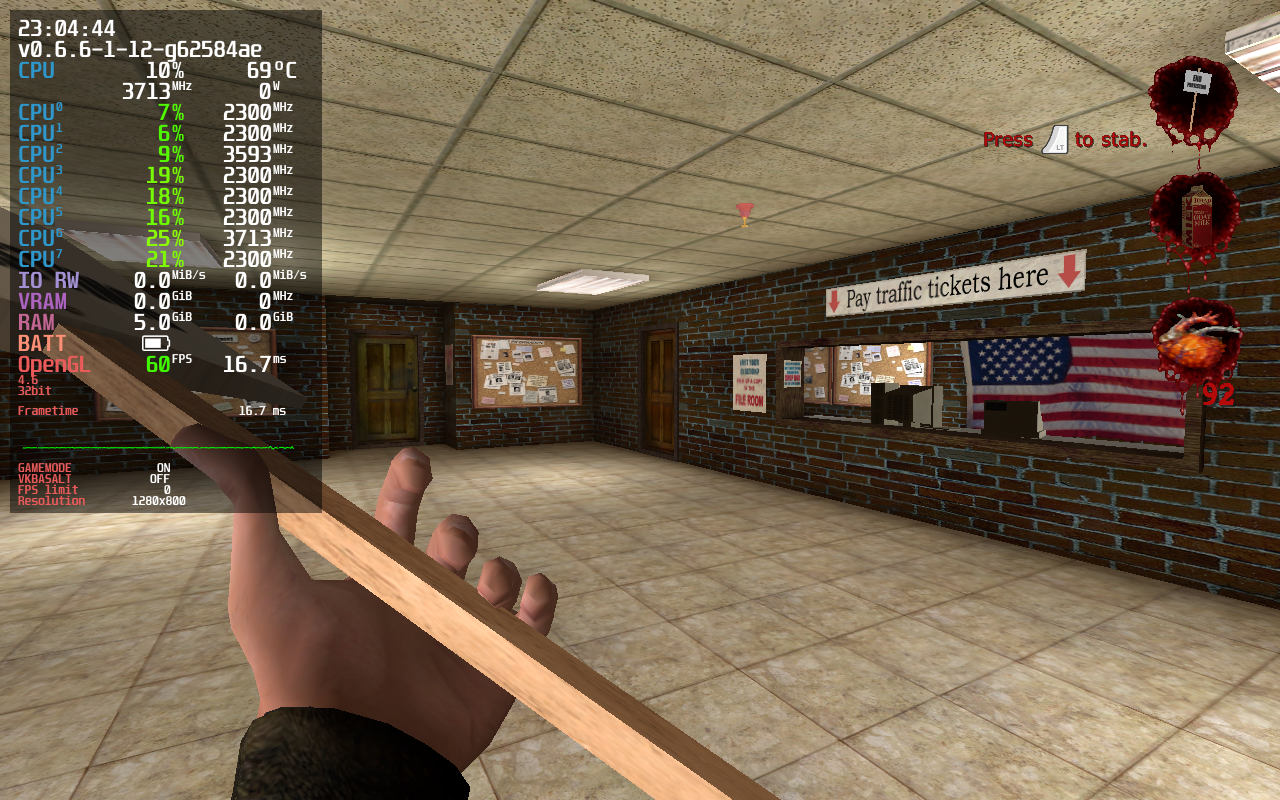 23:04:44
v0.6.6-1-12-g62584ae
CPU 10% 69°C
3713MHz 0W
CPU0 7% 2300MHz
CPU1 6% 2300MHz
CPU2 9% 3593MHz
CPU3 19% 2300MHz
CPU4 18% 2300MHz
CPU5 16% 2300MHz
CPU6 25% 3713MHz
CPU7 21% 2300MHz
IO RW 0.0MiB/s 0.0MiB/s
VRAM 0.0GiB 0MHz
RAM 5.0GiB 0.0GiB
BATT
OpenGL 60FPS 16.7ms
4.6
32bit
Frametime 16.7 ms
GAMEMODE ON
VKBASALT OFF
FPS limit 0
Resolution 1280x800
Press LT to stab.
Pay traffic tickets here
FILE ROOM
92